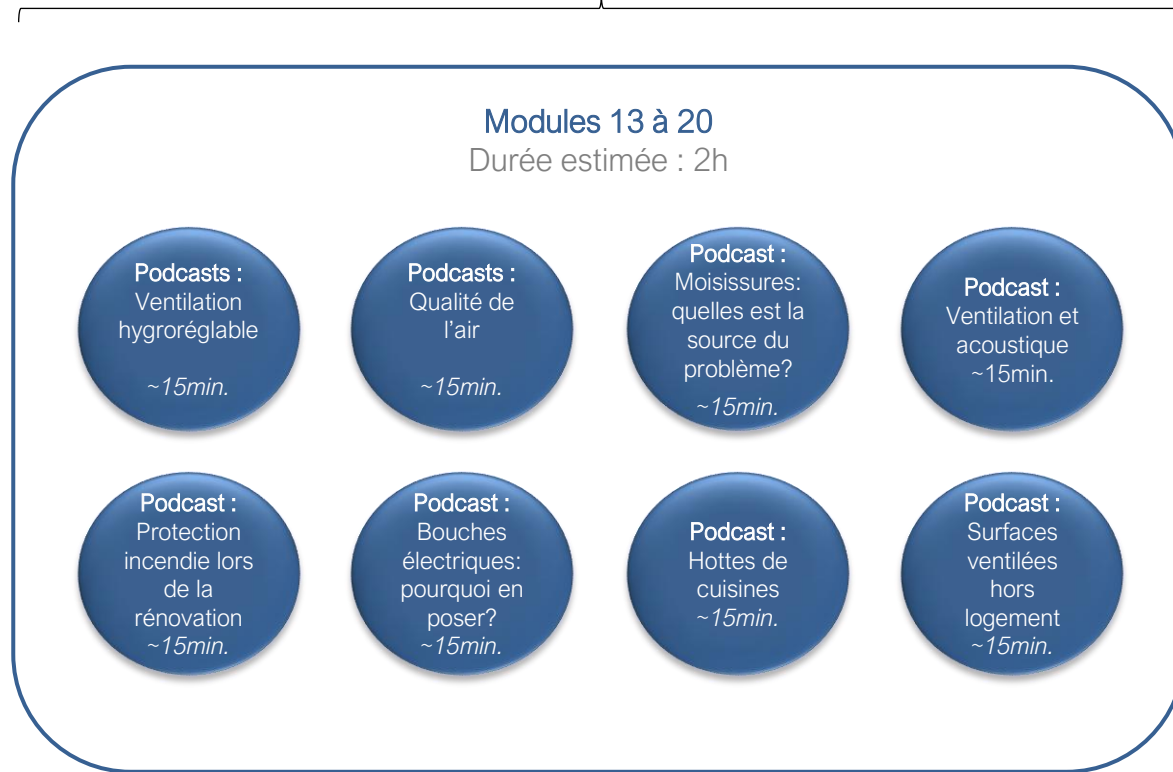 Modules 13 à 20
Durée estimée : 2h
Podcasts :
Ventilation
hygroréglable
~15min.
Podcasts :
Qualité de
l'air
~15min.
Podcast :
Moisissures:
quelles est la
source du
problème?
~15min.
Podcast :
Ventilation et
acoustique
~15min.
Podcast :
Protection
incendie lors
de la
rénovation
~15min.
Podcast :
Bouches
électriques:
pourquoi en
poser?
~15min.
Podcast :
Hottes de
cuisines
~15min.
Podcast :
Surfaces
ventilées
hors
logement
~15min.